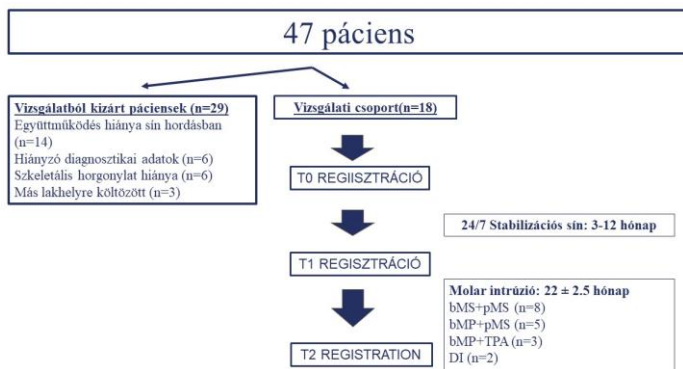 47 páciens
Vizsgálatból kizárt páciensek (n=29)
Együttműködés hiánya sín hordásban
(n=14)
Hiányzó diagnosztikai adatok (n=6)
Szkeletális horgonylat hiánya (n=6)
Más lakhelyre költözött (n=3)
Vizsgálati csoport(n=18)
T0 REGIISZTRÁCIÓ
24/7 Stabilizációs sín: 3-12 hónap
T1 REGISZTRÁCIÓ
Molar intrúzió: 22 ± 2.5 hónap
bMS+pMS (n=8)
bMP+pMS (n=5)
bMP+TPA (n=3)
DI (n=2)
T2 REGISTRATION